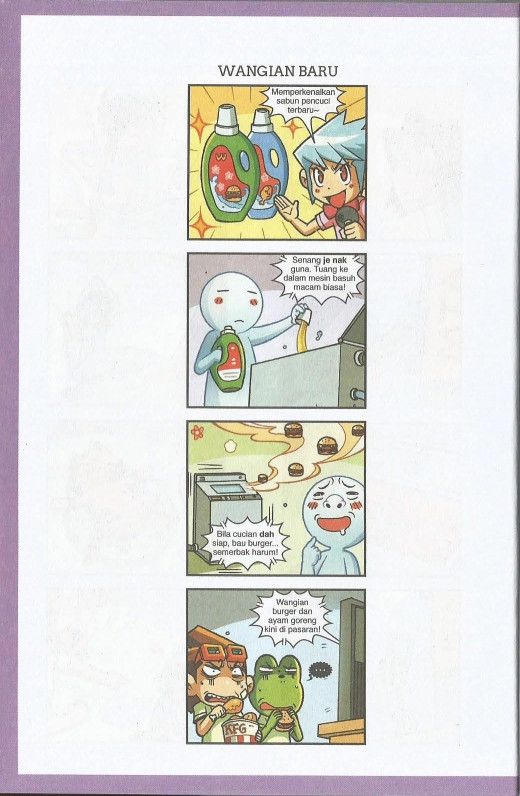 WANGIAN BARU
Memperkenalkan
sabun pencuci
terbaru~
Senang je nak
guna. Tuang ke
dalam mesin basuh
macam biasa!
Bila cucian dah
siap, bau burger...
semerbak harum!
Wangian
burger dan
ayam goreng
kini di pasaran!
KFG